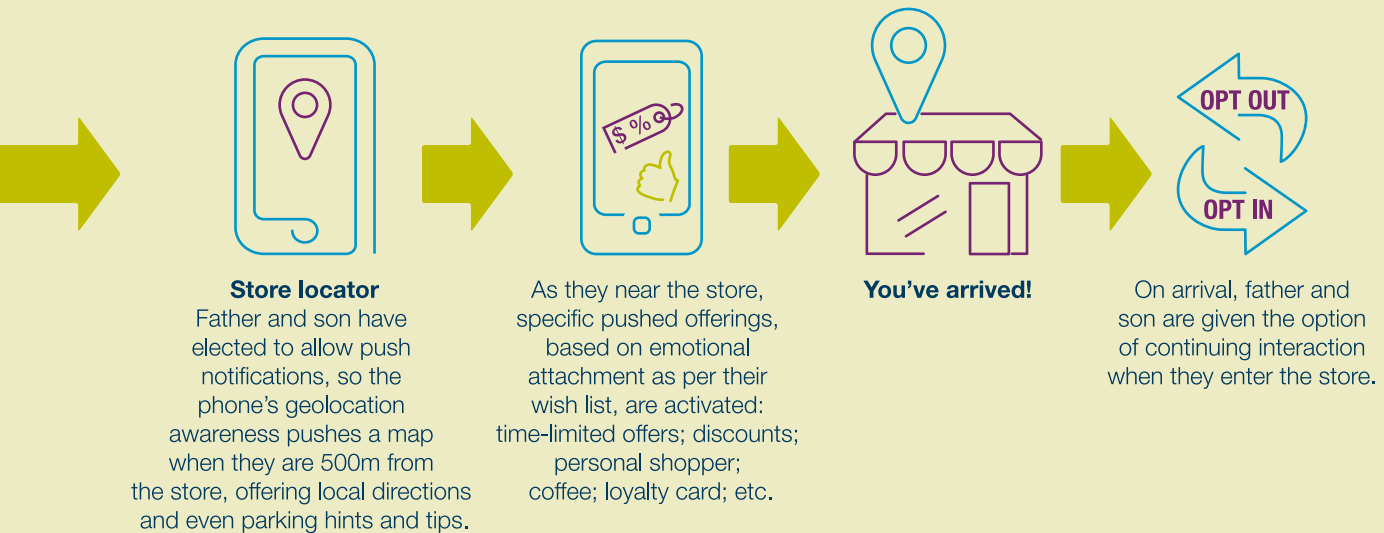 Store locator
Father and son have
elected to allow push
notifications, so the
phone's geolocation
awareness pushes a map
when they are 500m from
the store, offering local directions
and even parking hints and tips.
$ %
As they near the store,
specific pushed offerings,
based on emotional
attachment as per their
wish list, are activated:
time-limited offers; discounts;
personal shopper;
coffee; loyalty card; etc.
You've arrived!
OPT OUT
OPT IN
On arrival, father and
son are given the option
of continuing interaction
when they enter the store.